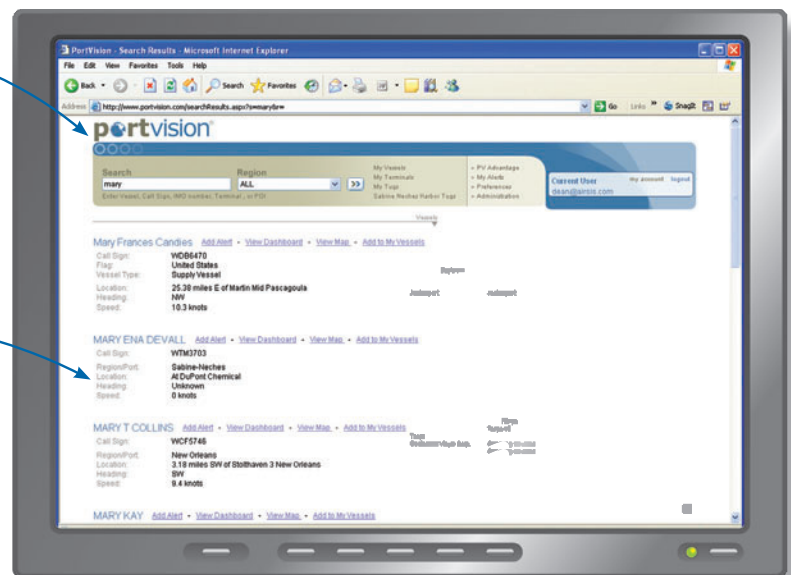 PortVision - Search Results - Microsoft Internet Explorer
File Edit View Favorites Tools Help
Back Search Favorites
Address http://www.portvision.com/searchResults.aspx?s=mary&r= Go Links » SnagIt
portvision
Search Region
mary ALL >>
Enter Vessel, Call Sign, IMO number, Terminal, or POI
My Vessels
My Terminals
My Tugs
Sabine Neches Harbor Tugs
» PV Advantage
» My Alerts
» Preferences
» Administration
Current User my account logout
dean@airsis.com
Vessels
Mary Frances Candies Add Alert • View Dashboard • View Map • Add to My Vessels
Call Sign: WDB6470
Flag: United States
Vessel Type: Supply Vessel
Location: 25.38 miles E of Martin Mid Pascagoula
Heading: NW
Speed: 10.3 knots
MARY ENA DEVALL Add Alert • View Dashboard • View Map • Add to My Vessels
Call Sign: WTM3703
Region/Port: Sabine-Neches
Location: At DuPont Chemical
Heading: Unknown
Speed: 0 knots
MARY T COLLINS Add Alert • View Dashboard • View Map • Add to My Vessels
Call Sign: WCF5746
Region/Port: New Orleans
Location: 3.18 miles SW of Stolthaven 3 New Orleans
Heading: SW
Speed: 9.4 knots
MARY KAY Add Alert • View Dashboard • View Map • Add to My Vessels